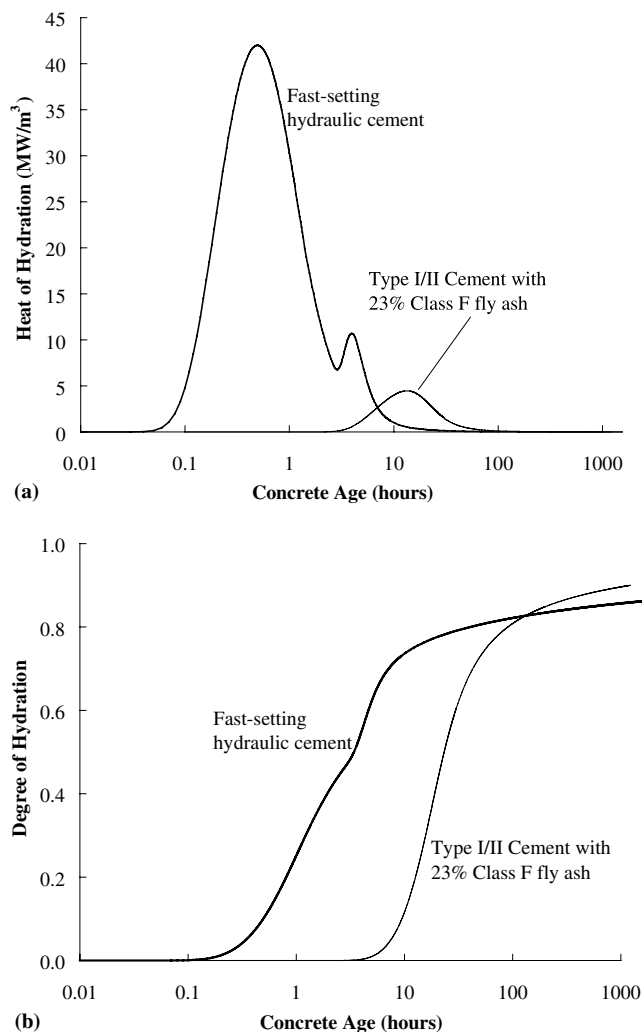 45
40
35
30
25
20
15
10
5
0
Heat of Hydration (MW/m³)
Fast-setting
hydraulic cement
Type I/II Cement with
23% Class F fly ash
0.01 0.1 1 10 100 1000
(a) Concrete Age (hours)
1.0
0.8
0.6
0.4
0.2
0.0
Degree of Hydration
Fast-setting
hydraulic cement
Type I/II Cement with
23% Class F fly ash
0.01 0.1 1 10 100 1000
(b) Concrete Age (hours)